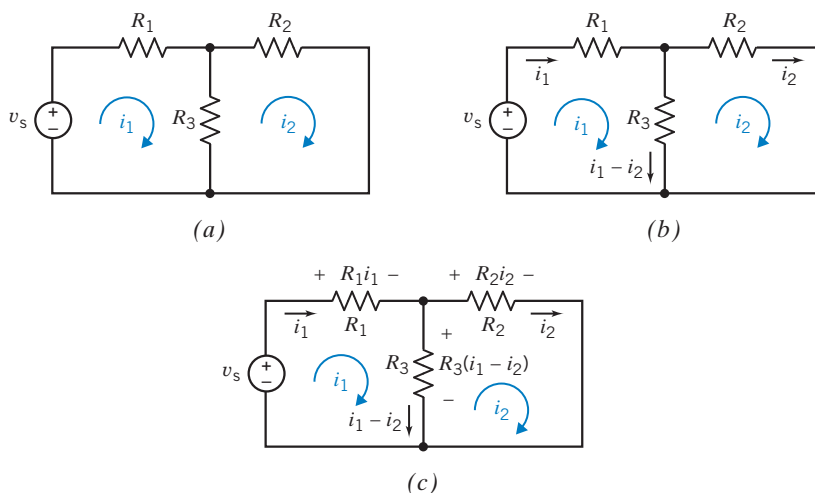 R1 R2
vs + − i1 R3 i2
(a)
R1 R2
i1 i2
vs + − i1 R3 i2
i1 – i2
(b)
+ R1i1 – + R2i2 –
i1 R1 R2 i2
+
vs + − i1 R3 R3(i1 – i2)
–
i1 – i2 i2
(c)